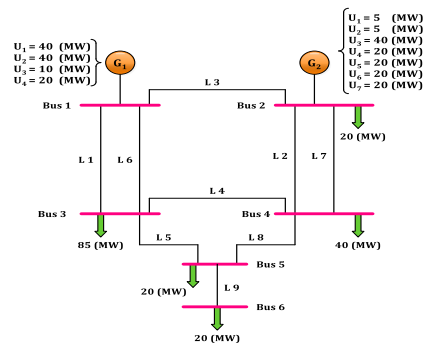 U1 = 40 (MW)
U2 = 40 (MW)
U3 = 10 (MW)
U4 = 20 (MW)
G1
G2
U1 = 5 (MW)
U2 = 5 (MW)
U3 = 40 (MW)
U4 = 20 (MW)
U5 = 20 (MW)
U6 = 20 (MW)
U7 = 20 (MW)
L 3
Bus 1
Bus 2
20 (MW)
L 1
L 6
L 2
L 7
L 4
Bus 3
Bus 4
85 (MW)
L 5
L 8
40 (MW)
Bus 5
20 (MW)
L 9
Bus 6
20 (MW)